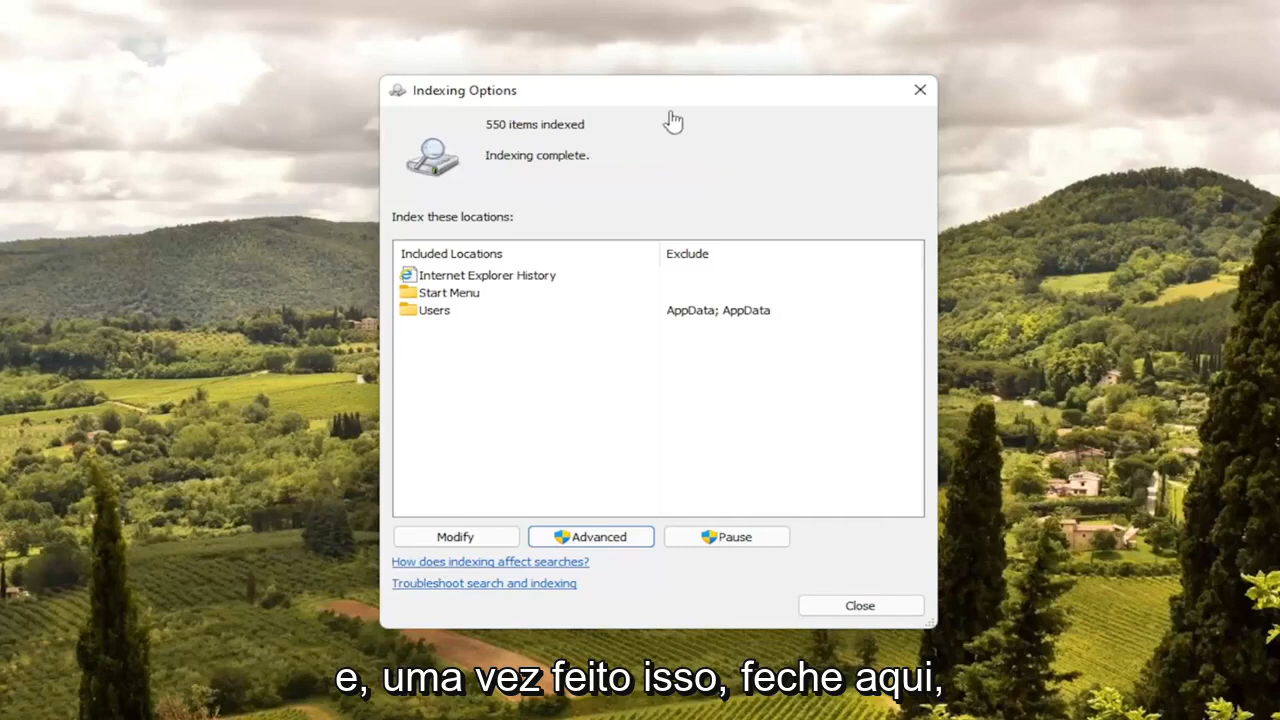 Indexing Options
550 items indexed
Indexing complete.
Index these locations:
Included Locations Exclude
Internet Explorer History
Start Menu
Users AppData; AppData
Modify Advanced Pause
How does indexing affect searches?
Troubleshoot search and indexing
Close
e, uma vez feito isso, feche aqui,